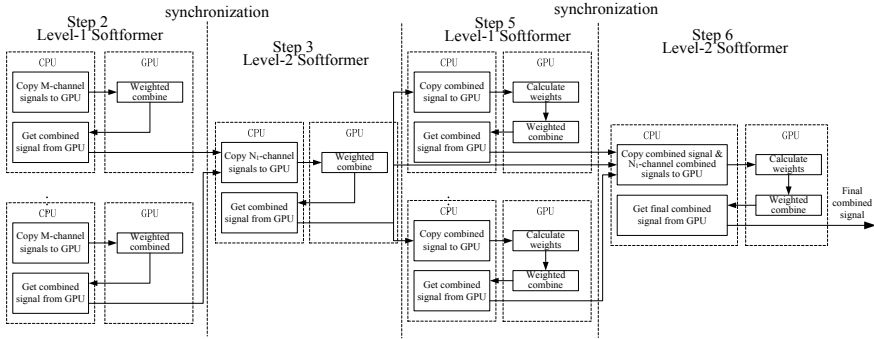 synchronization
synchronization
Step 2
Level-1 Softformer
CPU
GPU
Copy M-channel
signals to GPU
Weighted
combine
Get combined
signal from GPU
CPU
GPU
Copy M-channel
signals to GPU
Weighted
combined
Get combined
signal from GPU
Step 3
Level-2 Softformer
CPU
GPU
Copy N₁-channel
signals to GPU
Weighted
combine
Get combined
signal from GPU
Step 5
Level-1 Softformer
CPU
GPU
Copy combined
signal to GPU
Calculate
weights
Get combined
signal from GPU
Weighted
combine
CPU
GPU
Copy combined
signal to GPU
Calculate
weights
Get combined
signal from GPU
Weighted
combine
Step 6
Level-2 Softformer
CPU
GPU
Copy combined signal &
N₁-channel combined
signals to GPU
Calculate
weights
Get final combined
signal from GPU
Weighted
combine
Final
combined
signal